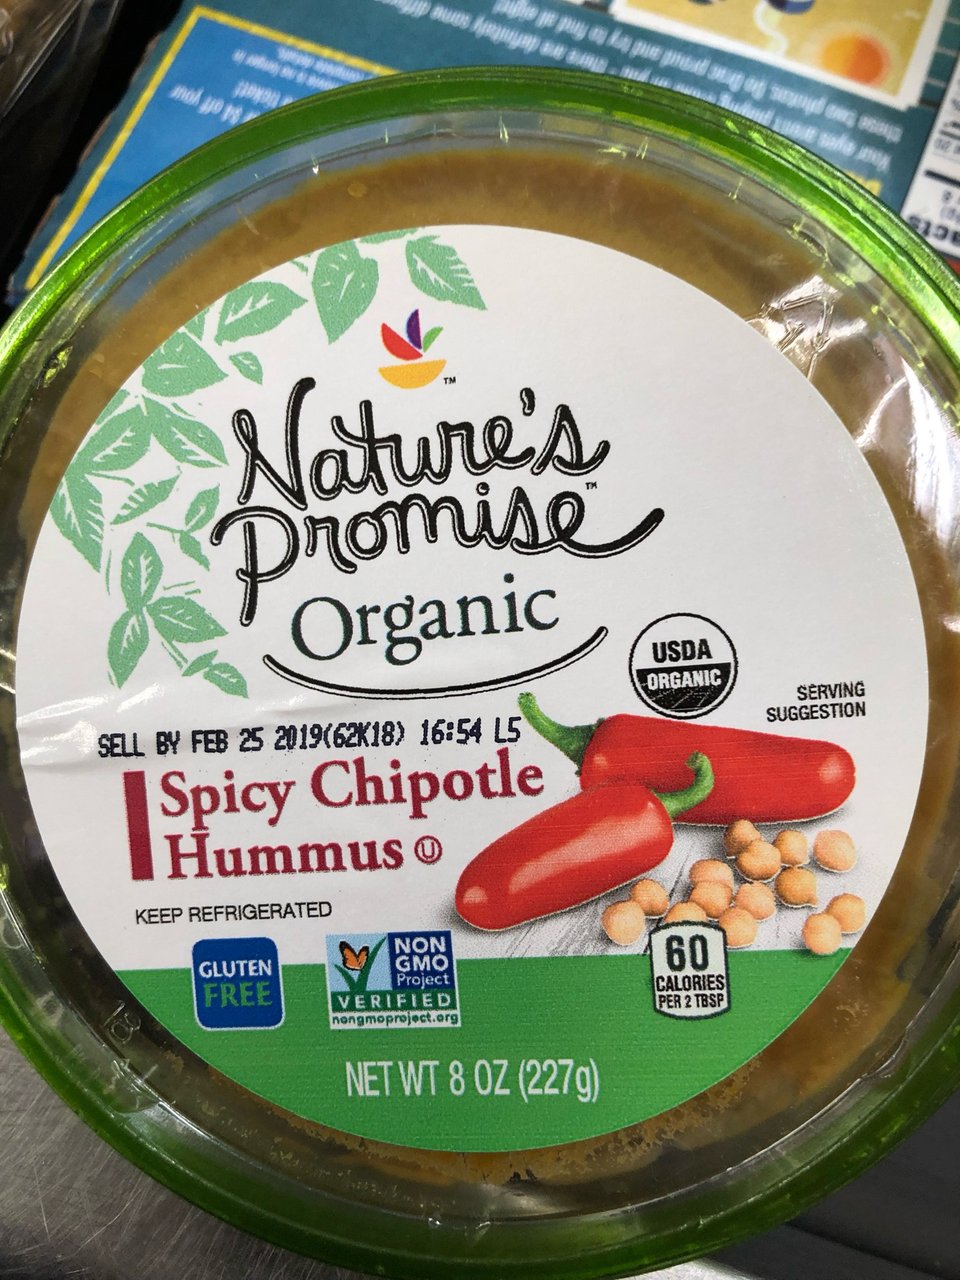 Nature's
Promise™
Organic
USDA
ORGANIC
SERVING
SUGGESTION
SELL BY FEB 25 2019(62K18) 16:54 L5
Spicy Chipotle
Hummus U
KEEP REFRIGERATED
GLUTEN
FREE
NON
GMO
Project
VERIFIED
nongmoproject.org
60
CALORIES
PER 2 TBSP
NET WT 8 OZ (227g)